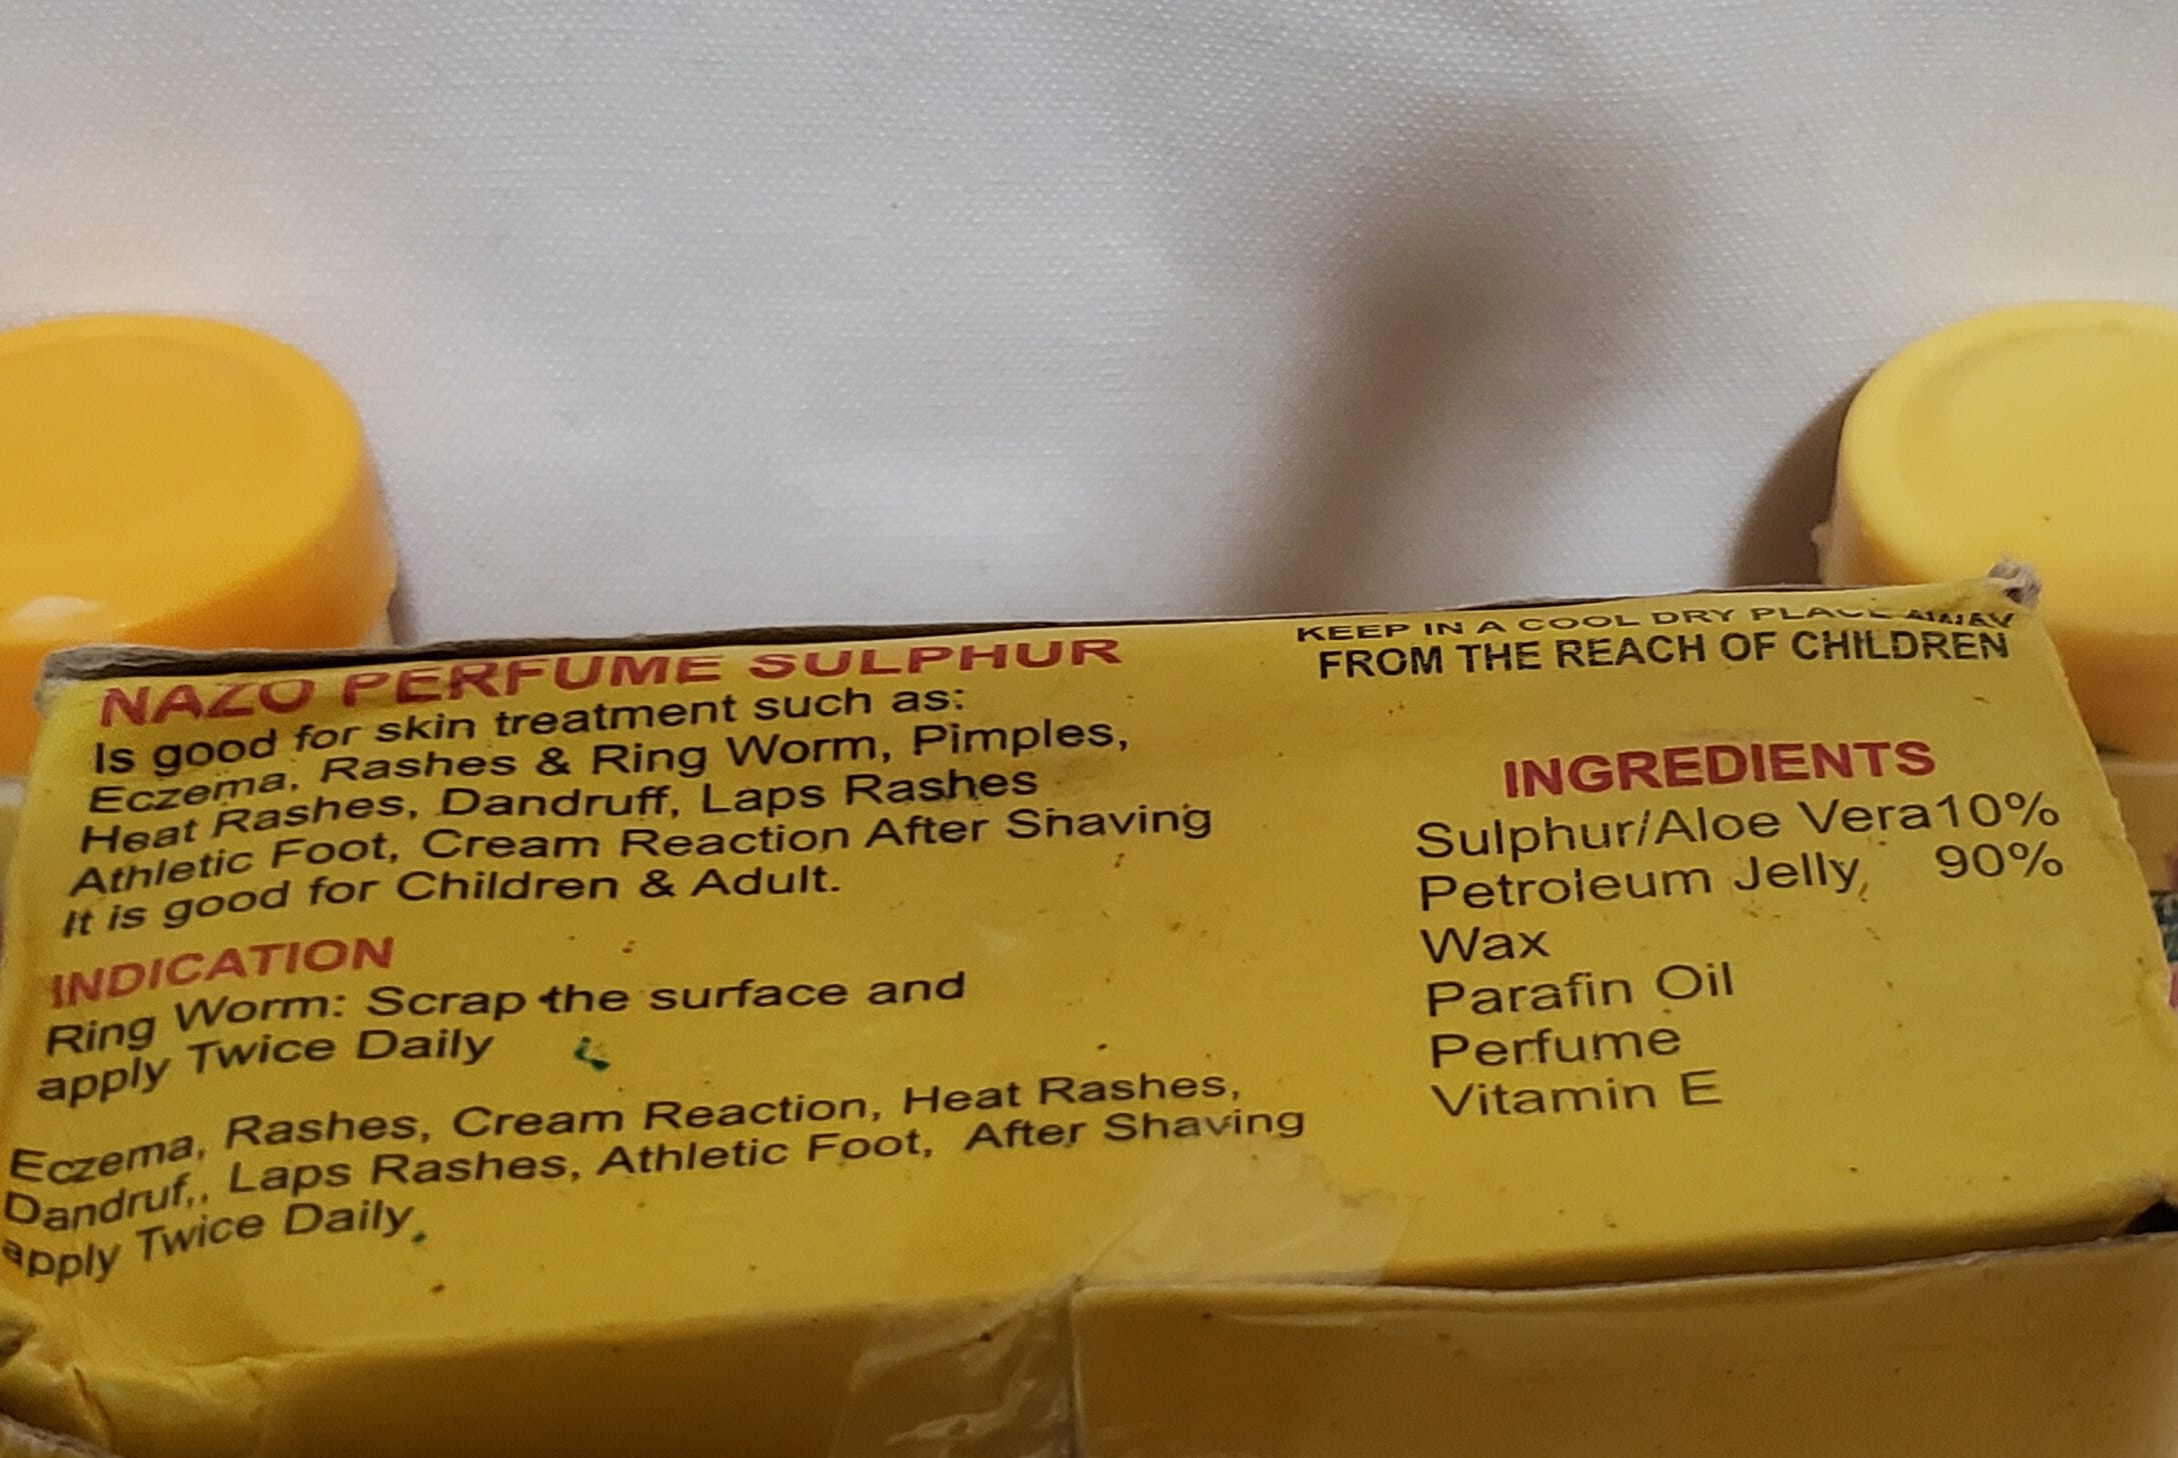 NAZO PERFUME SULPHUR
Is good for skin treatment such as:
Eczema, Rashes & Ring Worm, Pimples,
Heat Rashes, Dandruff, Laps Rashes
Athletic Foot, Cream Reaction After Shaving
It is good for Children & Adult.
INDICATION
Ring Worm: Scrap the surface and
apply Twice Daily
Eczema, Rashes, Cream Reaction, Heat Rashes,
Dandruf,, Laps Rashes, Athletic Foot, After Shaving
apply Twice Daily
KEEP IN A COOL DRY PLACE AWAY
FROM THE REACH OF CHILDREN
INGREDIENTS
Sulphur/Aloe Vera10%
Petroleum Jelly, 90%
Wax
Parafin Oil
Perfume
Vitamin E